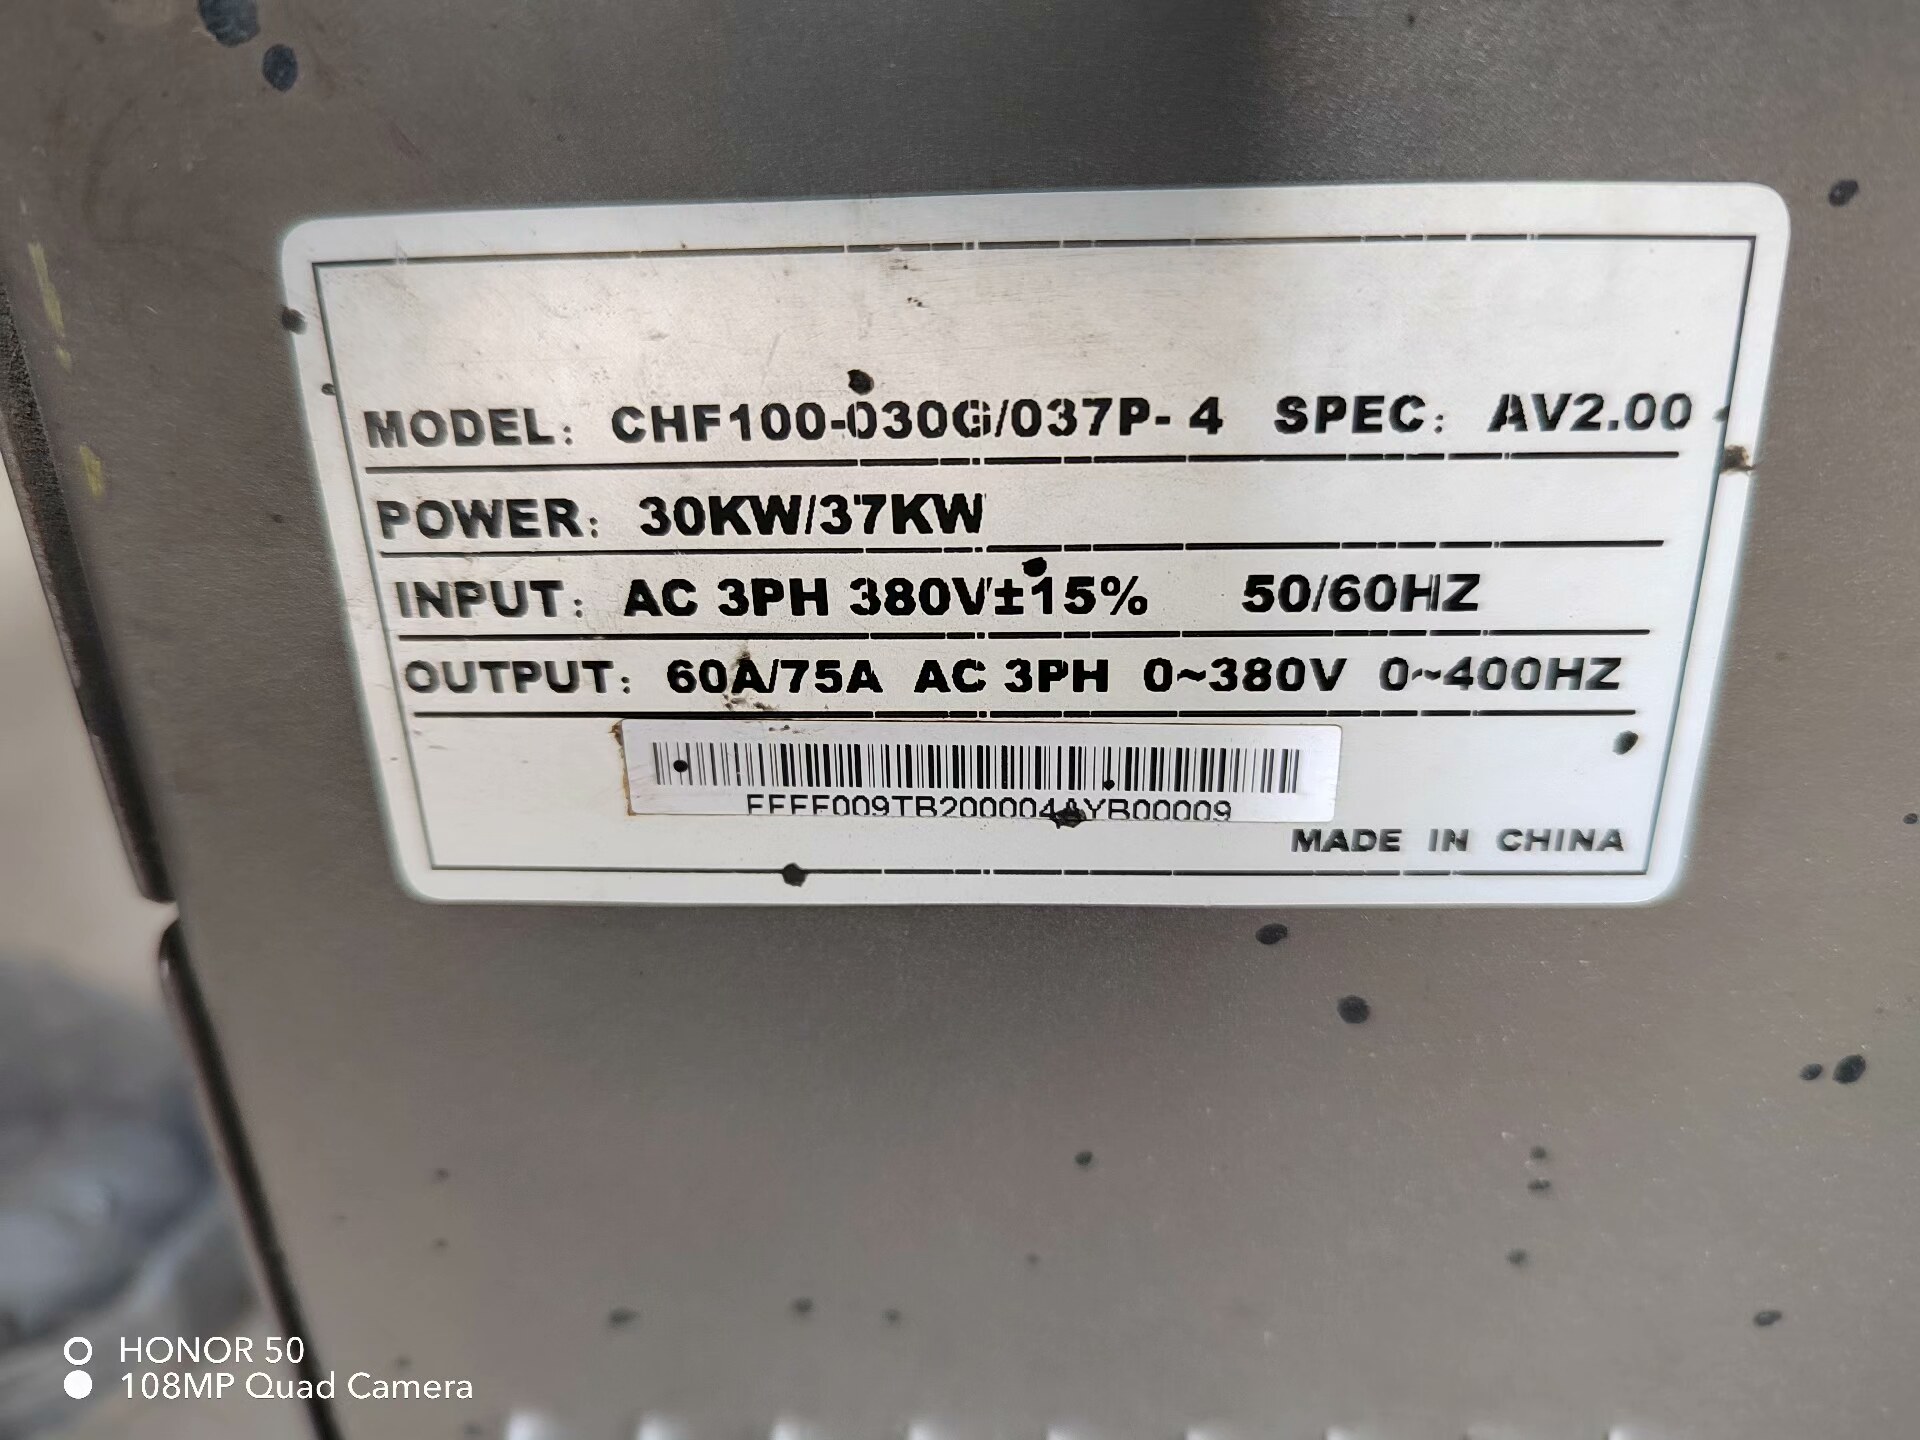 MODEL: CHF100-030G/037P-4 SPEC: AV2.00
POWER: 30KW/37KW
INPUT: AC 3PH 380V±15% 50/60HZ
OUTPUT: 60A/75A AC 3PH 0~380V 0~400HZ
MADE IN CHINA
HONOR 50
108MP Quad Camera